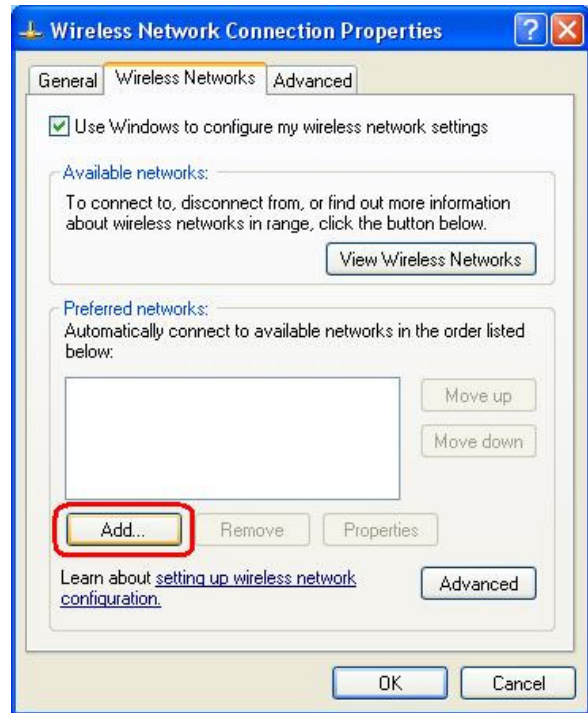 Wireless Network Connection Properties
General
Wireless Networks
Advanced
Use Windows to configure my wireless network settings
Available networks:
To connect to, disconnect from, or find out more information
about wireless networks in range, click the button below.
View Wireless Networks
Preferred networks:
Automatically connect to available networks in the order listed
below:
Move up
Move down
Add...
Remove
Properties
Learn about setting up wireless network
configuration.
Advanced
OK
Cancel